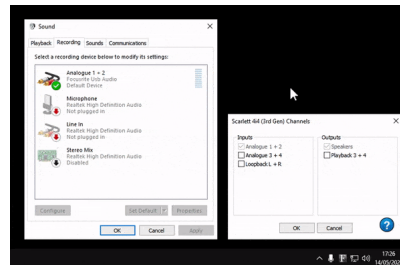 Sound
Playback Recording Sounds Communications
Select a recording device below to modify its settings:
Analogue 1 + 2
Focusrite Usb Audio
Default Device
Microphone
Realtek High Definition Audio
Not plugged in
Line In
Realtek High Definition Audio
Not plugged in
Stereo Mix
Realtek High Definition Audio
Disabled
Configure Set Default Properties
OK Cancel Apply
Scarlett 4i4 (3rd Gen) Channels
Inputs
Analogue 1 + 2
Analogue 3 + 4
Loopback L + R
Outputs
Speakers
Playback 3 + 4
OK Cancel
?
17:26